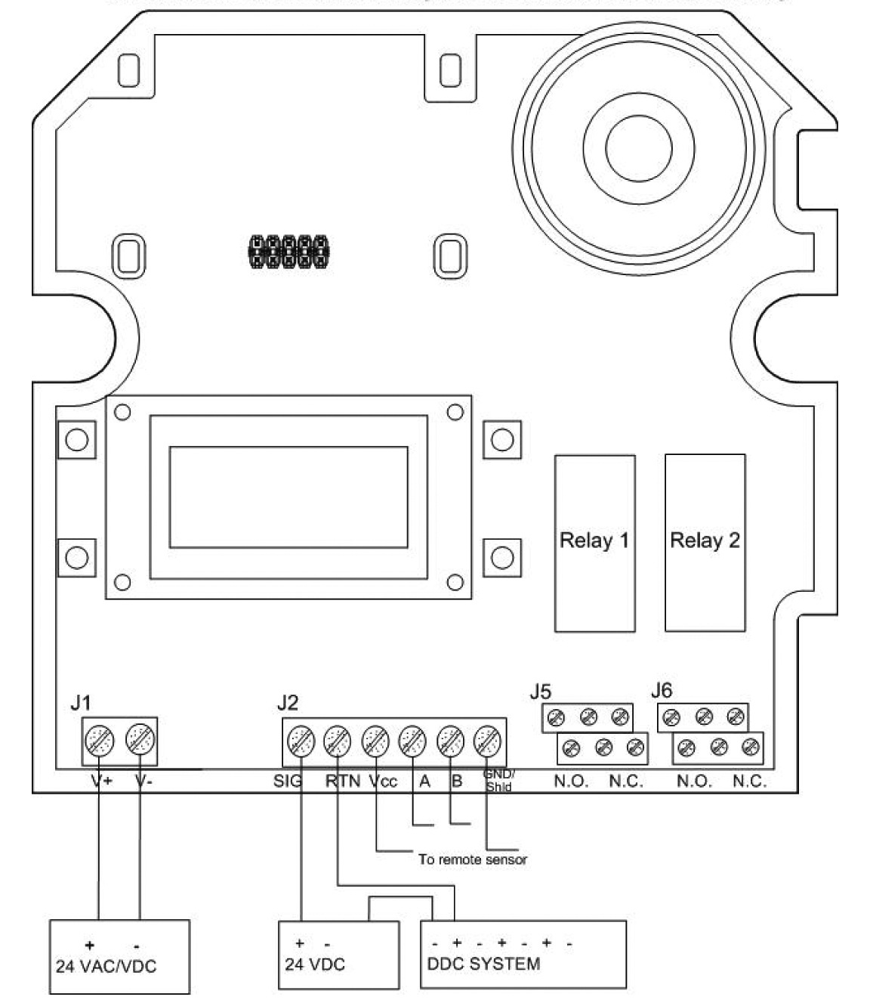 Relay 1
Relay 2
J1
J2
J5
J6
V+
V-
SIG
RTN
Vcc
A
B
GND/
Shld
N.O.
N.C.
N.O.
N.C.
To remote sensor
+ -
24 VAC/VDC
+ -
24 VDC
- + - + - + -
DDC SYSTEM